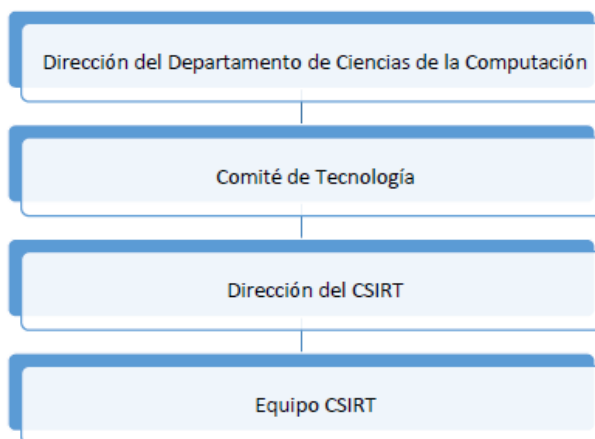 Dirección del Departamento de Ciencias de la Computación
Comité de Tecnología
Dirección del CSIRT
Equipo CSIRT